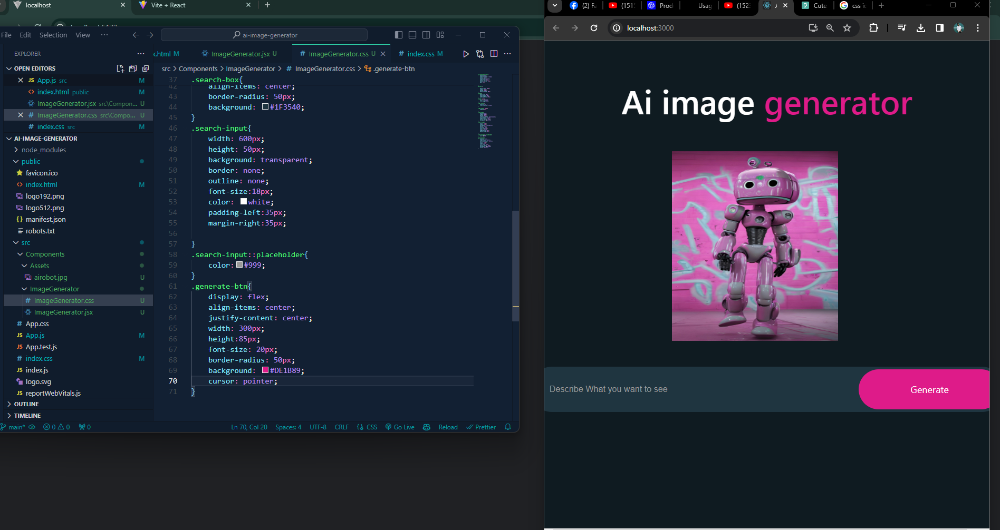 localhost
Vite + React
File Edit Selection View ···
ai-image-generator
EXPLORER
OPEN EDITORS
App.js src M
index.html public M
ImageGenerator.jsx src\Compon... U
ImageGenerator.css src\Compo... U
index.css src M
AI-IMAGE-GENERATOR
node_modules
public
favicon.ico
index.html M
logo192.png
logo512.png
manifest.json
robots.txt
src
Components
Assets
airobot.jpg U
ImageGenerator
ImageGenerator.css U
ImageGenerator.jsx U
App.css
App.js M
App.test.js
index.css M
index.js
logo.svg
reportWebVitals.js
OUTLINE
TIMELINE
x.html M ImageGenerator.jsx U ImageGenerator.css U index.css M
src > Components > ImageGenerator > # ImageGenerator.css > .generate-btn
37 .search-box{
42 align-items: center;
43 border-radius: 50px;
44 background: #1F3540;
45 }
46 .search-input{
47 width: 600px;
48 height: 50px;
49 background: transparent;
50 border: none;
51 outline: none;
52 font-size:18px;
53 color: white;
54 padding-left:35px;
55 margin-right:35px;
56
57 }
58 .search-input::placeholder{
59 color: #999;
60 }
61 .generate-btn{
62 display: flex;
63 align-items: center;
64 justify-content: center;
65 width: 300px;
66 height:85px;
67 font-size: 20px;
68 border-radius: 50px;
69 background: #DE1B89;
70 cursor: pointer;
71 }
main* 0 0 0 Ln 70, Col 20 Spaces: 4 UTF-8 CRLF CSS Go Live Reload Prettier
(2) Fa (151 Prod Usag (152 Cute css ic
localhost:3000
Ai image generator
Describe What you want to see
Generate